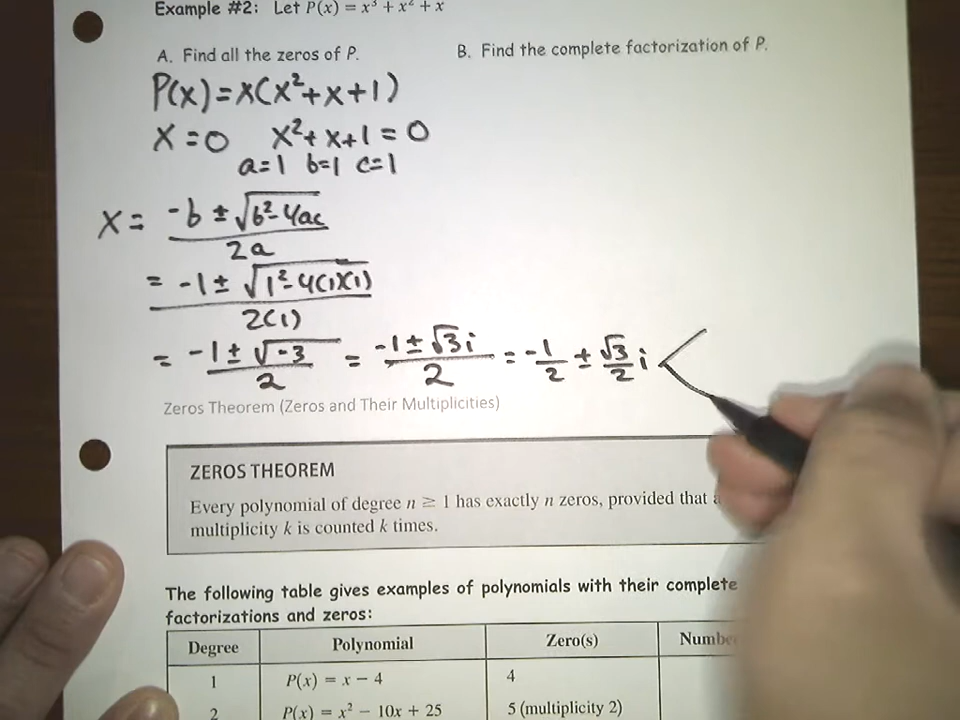 Example #2: Let P(x) = x³ + x² + x
A. Find all the zeros of P.
B. Find the complete factorization of P.
P(x) = x(x² + x + 1)
x = 0 x² + x + 1 = 0
a = 1 b = 1 c = 1
x = -b ± √b² - 4ac / 2a
= -1 ± √1² - 4(1)(1) / 2(1)
= -1 ± √-3 / 2 = -1 ± √3 i / 2 = -1/2 ± √3/2 i
Zeros Theorem (Zeros and Their Multiplicities)
ZEROS THEOREM
Every polynomial of degree n ≥ 1 has exactly n zeros, provided that
multiplicity k is counted k times.
The following table gives examples of polynomials with their complete
factorizations and zeros:
Degree Polynomial Zero(s) Numbe
1 P(x) = x − 4 4
2 P(x) = x² − 10x + 25 5 (multiplicity 2)